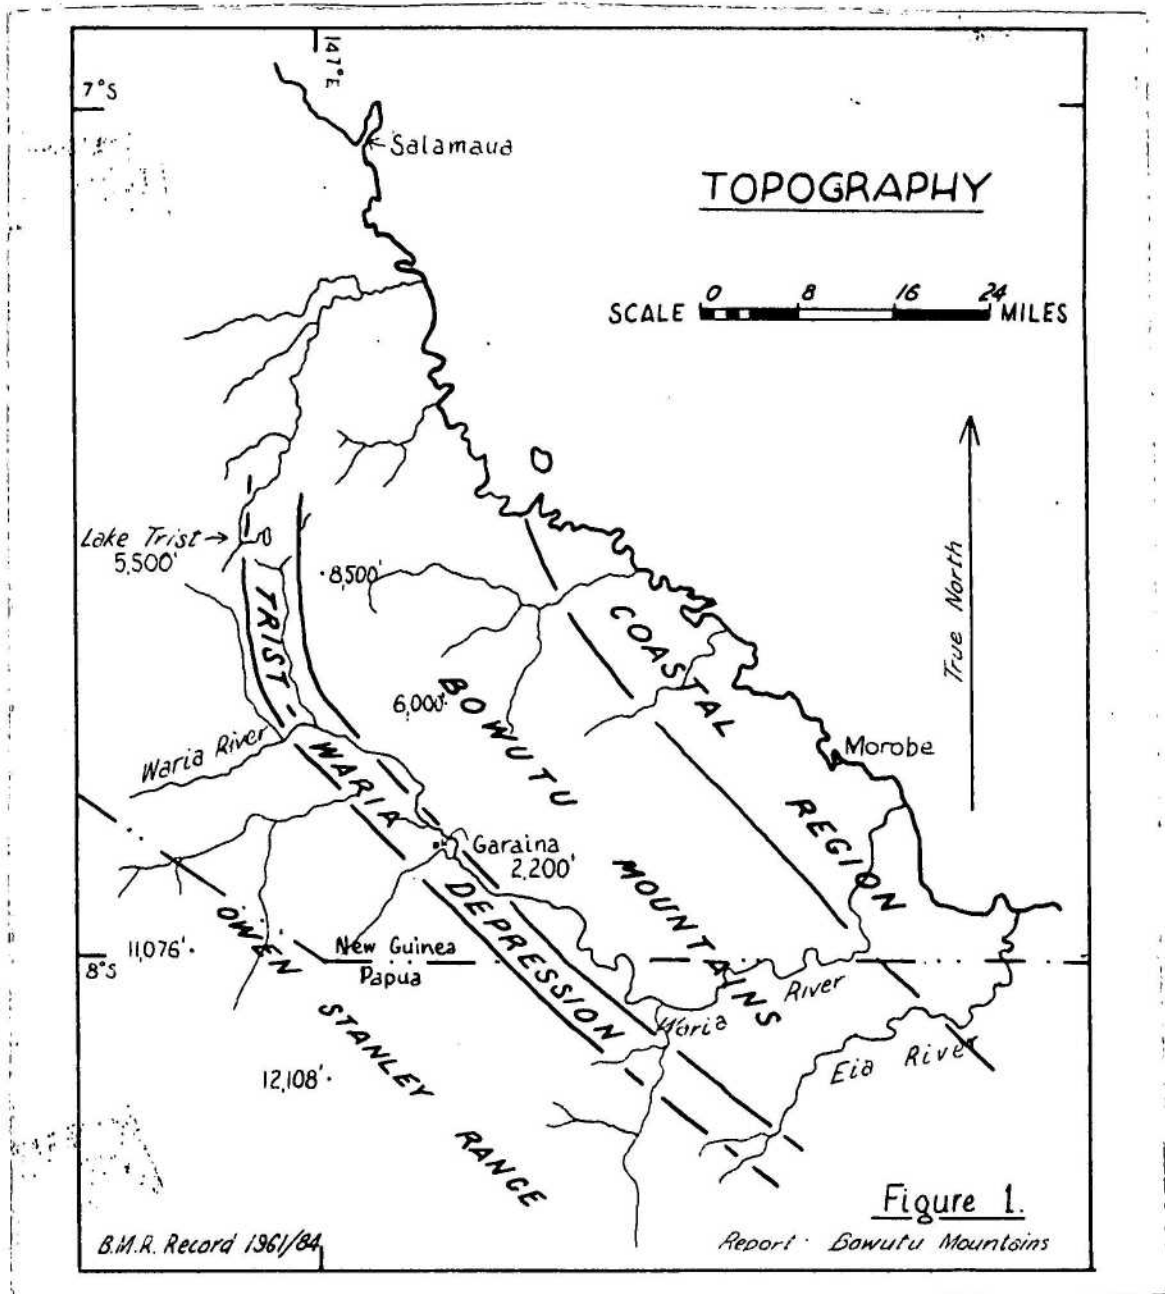 147°E
7°S
Salamaua
TOPOGRAPHY
SCALE 0 8 16 24 MILES
True North
Lake Trist
5,500'
8,500'
TRIST -
WARIA
DEPRESSION
6,000'
COASTAL
REGION
BOWUTU
MOUNTAINS
Waria River
Morobe
Garaina
2,200'
11,076'
8°S
New Guinea
Papua
OWEN
STANLEY
RANGE
Waria River
Eia River
12,108'
Figure 1.
B.M.R. Record 1961/84
Report · Bowutu Mountains